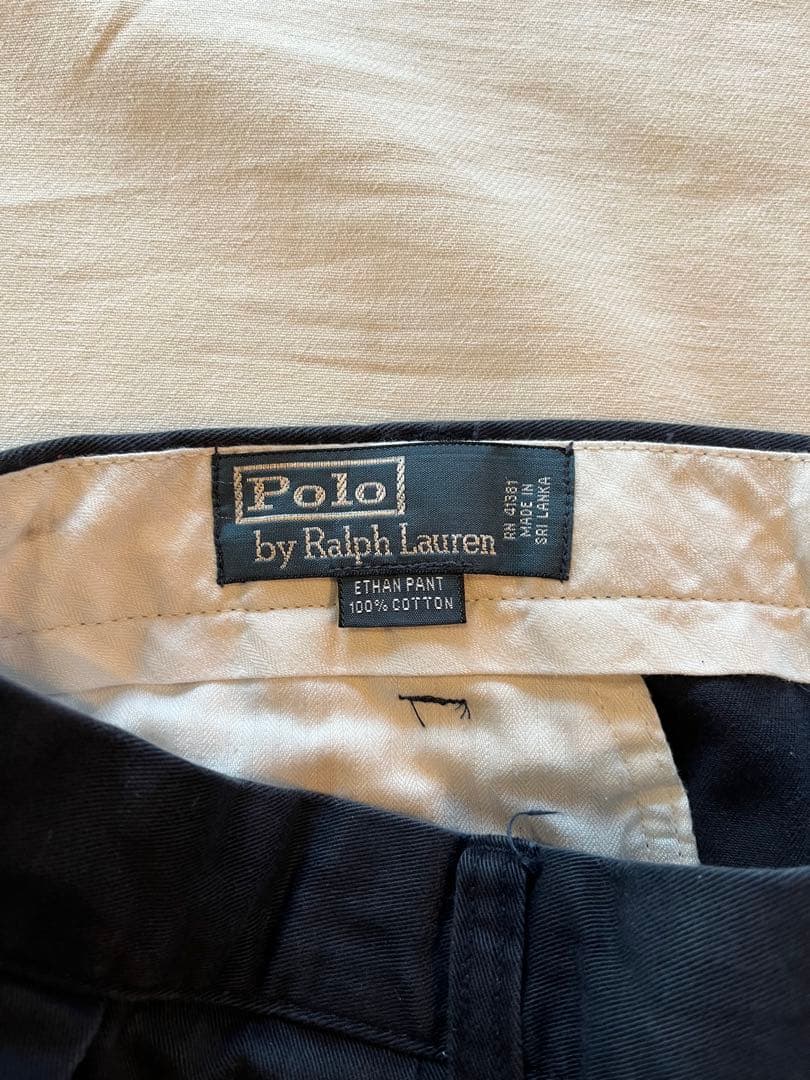 Polo
by Ralph Lauren
RN 41381
MADE IN
SRI LANKA
ETHAN PANT
100% COTTON